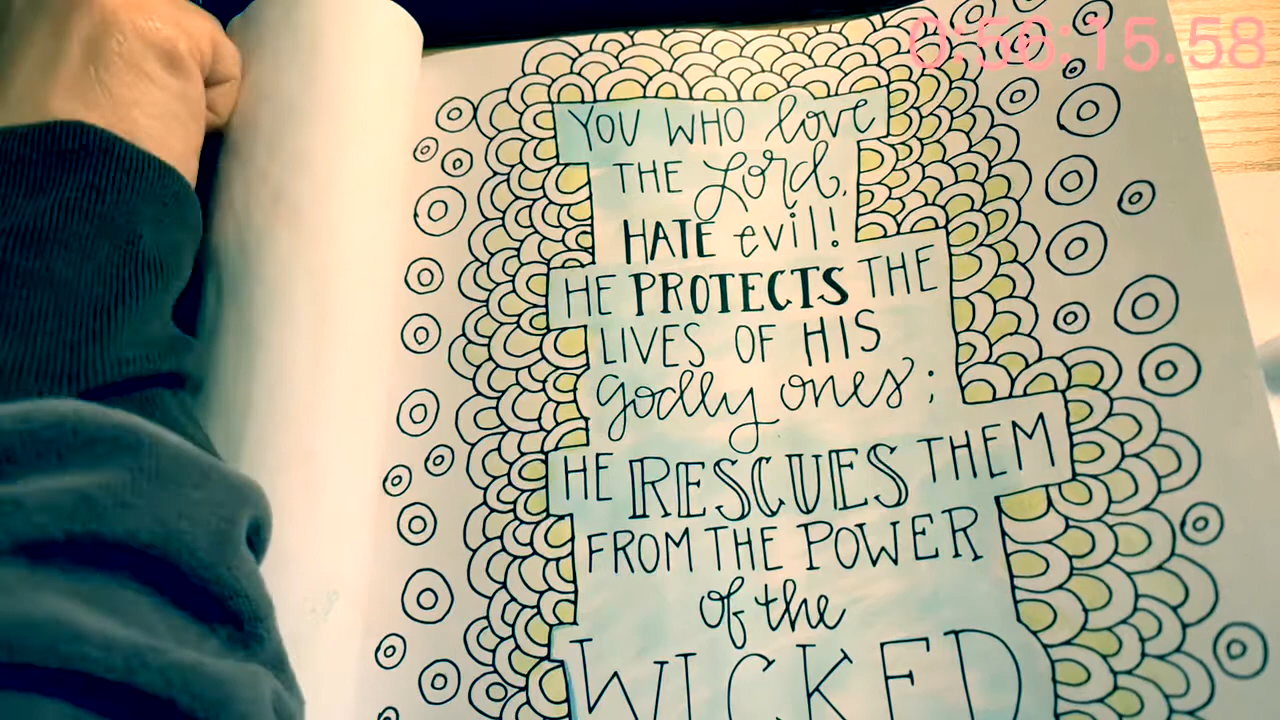 0:56:15.58
YOU WHO love
THE Lord,
HATE evil!
HE PROTECTS THE
LIVES OF HIS
godly ones;
HE RESCUES THEM
FROM THE POWER
of the
WICKED